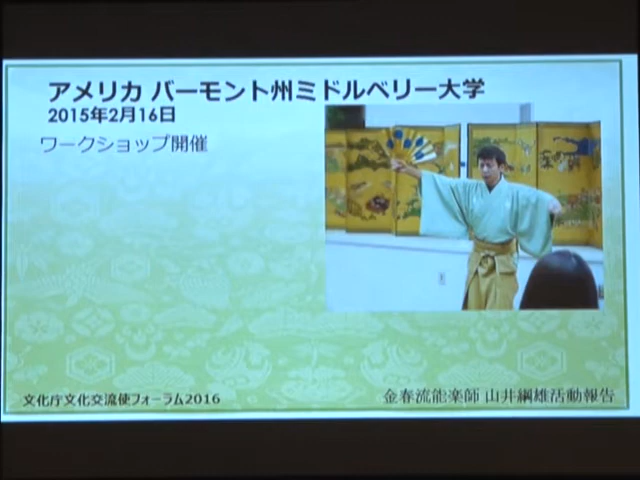 アメリカ バーモント州ミドルベリー大学
2015年2月16日
ワークショップ開催
文化庁文化交流使フォーラム2016
金春流能楽師 山井綱雄活動報告